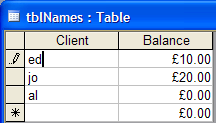 tblNames : Table
Client Balance
ed £10.00
jo £20.00
al £0.00
£0.00